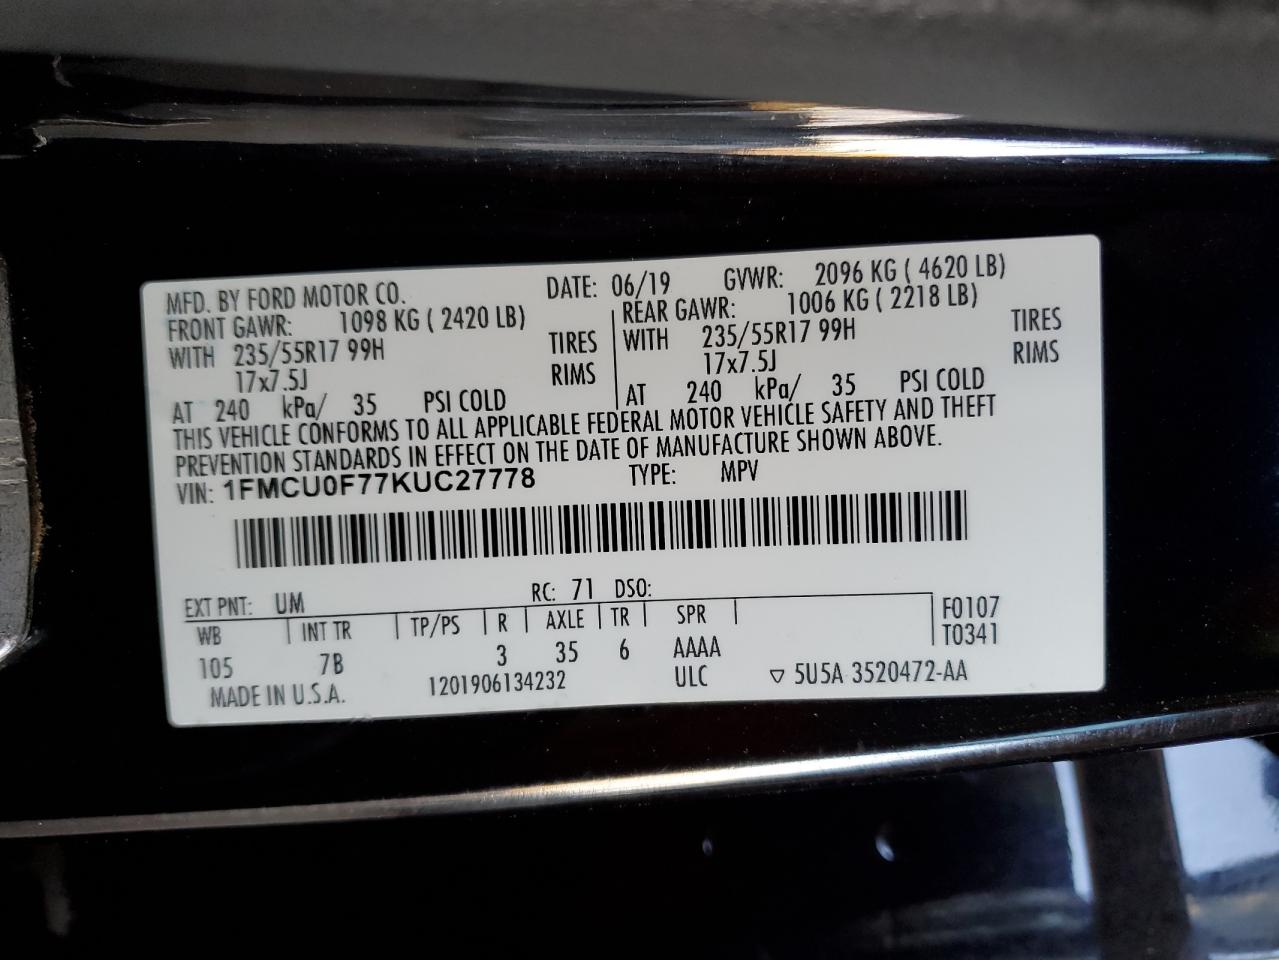 MFD. BY FORD MOTOR CO. DATE: 06/19 GVWR: 2096 KG ( 4620 LB)
FRONT GAWR: 1098 KG ( 2420 LB) REAR GAWR: 1006 KG ( 2218 LB)
WITH 235/55R17 99H TIRES WITH 235/55R17 99H TIRES
17x7.5J RIMS 17x7.5J RIMS
AT 240 kPa/ 35 PSI COLD AT 240 kPa/ 35 PSI COLD
THIS VEHICLE CONFORMS TO ALL APPLICABLE FEDERAL MOTOR VEHICLE SAFETY AND THEFT
PREVENTION STANDARDS IN EFFECT ON THE DATE OF MANUFACTURE SHOWN ABOVE.
VIN: 1FMCU0F77KUC27778 TYPE: MPV
EXT PNT: UM RC: 71 DSO:
WB INT TR TP/PS R AXLE TR SPR F0107
T0341
105 7B 3 35 6 AAAA
MADE IN U.S.A. 1201906134232 ULC ▽ 5U5A 3520472-AA